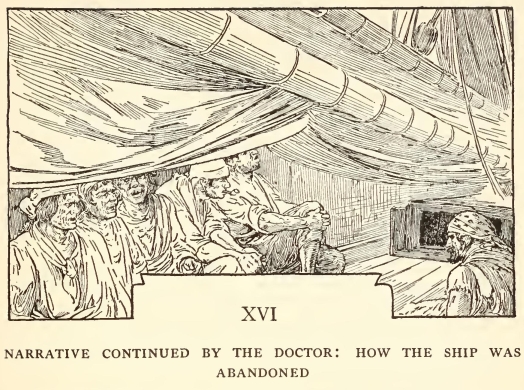 XVI
NARRATIVE CONTINUED BY THE DOCTOR: HOW THE SHIP WAS
ABANDONED